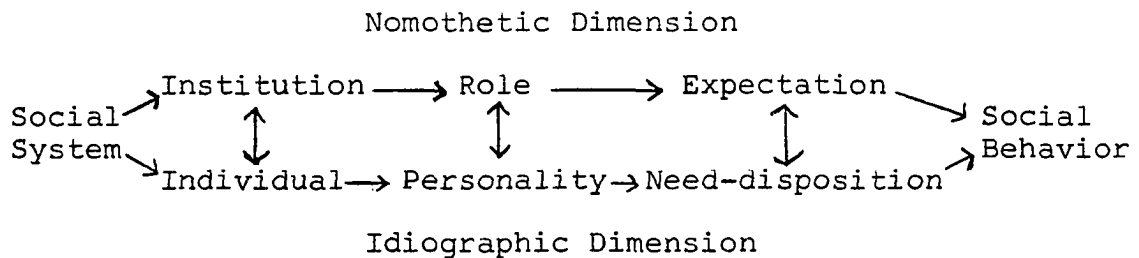 Nomothetic Dimension
Institution Role Expectation
Social Social
System Behavior
Individual Personality Need-disposition
Idiographic Dimension